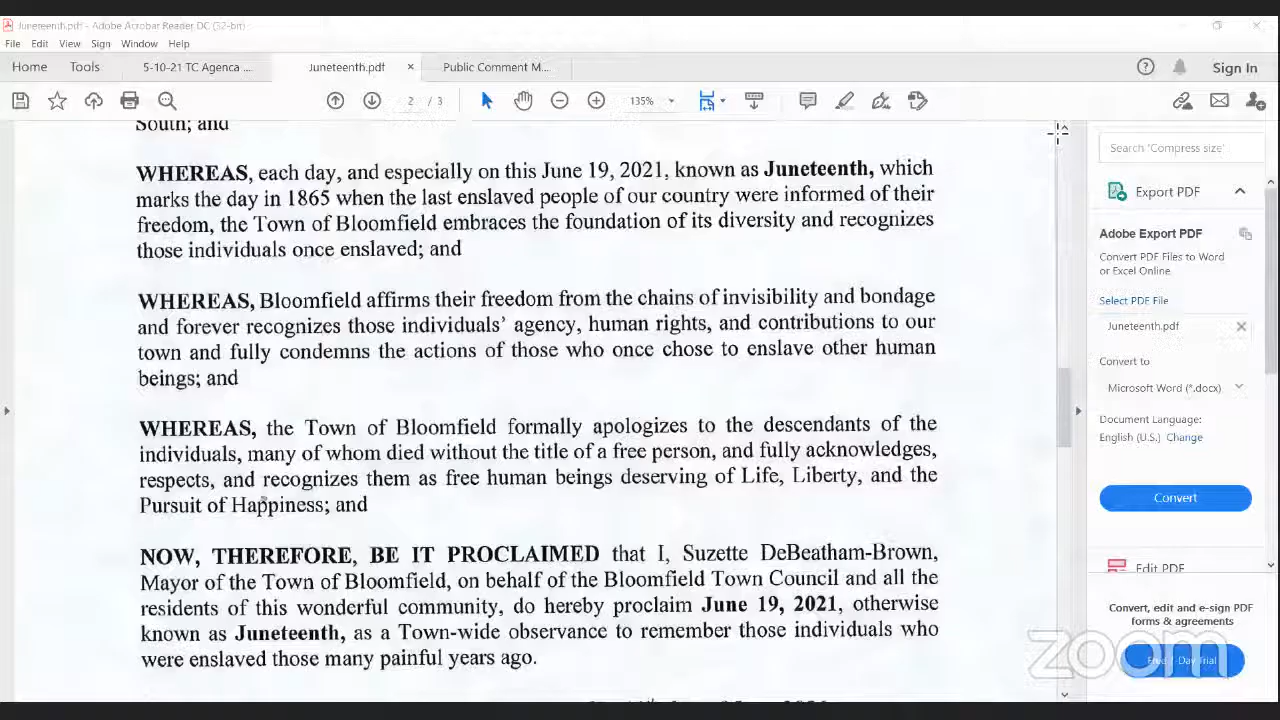 Juneteenth.pdf - Adobe Acrobat Reader DC (32-bit)
File Edit View Sign Window Help
Home Tools 5-10-21 TC Agenda ... Juneteenth.pdf × Public Comment M...
? Sign In
2 / 3 135%
South; and
WHEREAS, each day, and especially on this June 19, 2021, known as Juneteenth, which
marks the day in 1865 when the last enslaved people of our country were informed of their
freedom, the Town of Bloomfield embraces the foundation of its diversity and recognizes
those individuals once enslaved; and
WHEREAS, Bloomfield affirms their freedom from the chains of invisibility and bondage
and forever recognizes those individuals' agency, human rights, and contributions to our
town and fully condemns the actions of those who once chose to enslave other human
beings; and
WHEREAS, the Town of Bloomfield formally apologizes to the descendants of the
individuals, many of whom died without the title of a free person, and fully acknowledges,
respects, and recognizes them as free human beings deserving of Life, Liberty, and the
Pursuit of Happiness; and
NOW, THEREFORE, BE IT PROCLAIMED that I, Suzette DeBeatham-Brown,
Mayor of the Town of Bloomfield, on behalf of the Bloomfield Town Council and all the
residents of this wonderful community, do hereby proclaim June 19, 2021, otherwise
known as Juneteenth, as a Town-wide observance to remember those individuals who
were enslaved those many painful years ago.
Search 'Compress size'
Export PDF
Adobe Export PDF
Convert PDF Files to Word
or Excel Online
Select PDF File
Juneteenth.pdf
Convert to
Microsoft Word (*.docx)
Document Language:
English (U.S.) Change
Convert
Edit PDF
Convert, edit and e-sign PDF
forms & agreements
Free 7-Day Trial
zoom